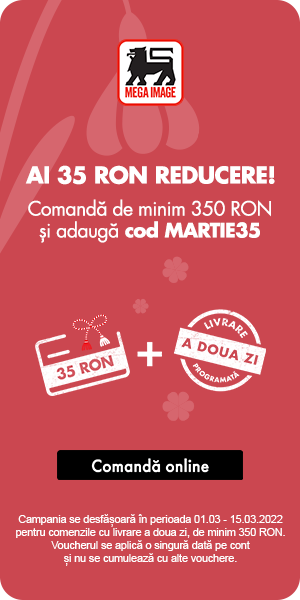 MEGA IMAGE
AI 35 RON REDUCERE!
Comandă de minim 350 RON
și adaugă cod MARTIE35
35 RON
+
LIVRARE
A DOUA ZI
PROGRAMATĂ
Comandă online
Campania se desfășoară în perioada 01.03 - 15.03.2022
pentru comenzile cu livrare a doua zi, de minim 350 RON.
Voucherul se aplică o singură dată pe cont
și nu se cumulează cu alte vouchere.